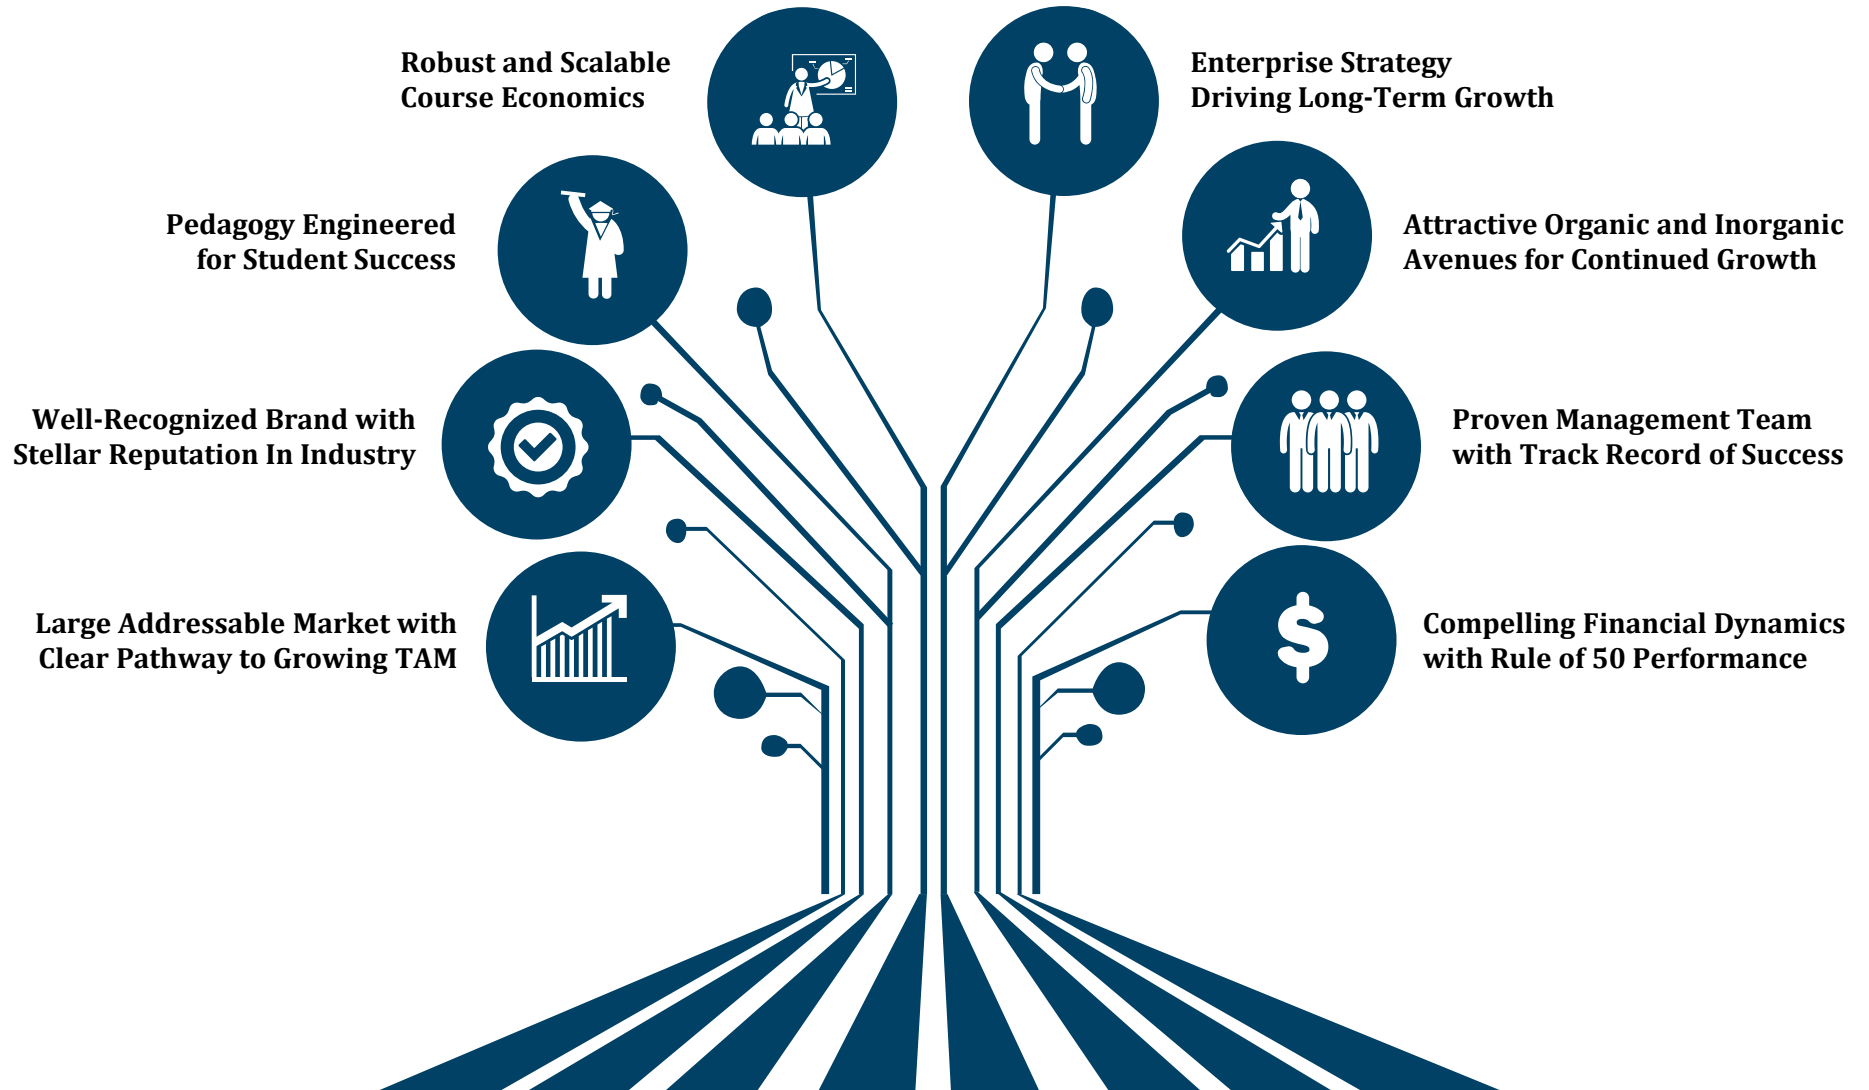 Robust and Scalable
Course Economics
Enterprise Strategy
Driving Long-Term Growth
Pedagogy Engineered
for Student Success
Attractive Organic and Inorganic
Avenues for Continued Growth
Well-Recognized Brand with
Stellar Reputation In Industry
Proven Management Team
with Track Record of Success
Large Addressable Market with
Clear Pathway to Growing TAM
Compelling Financial Dynamics
with Rule of 50 Performance